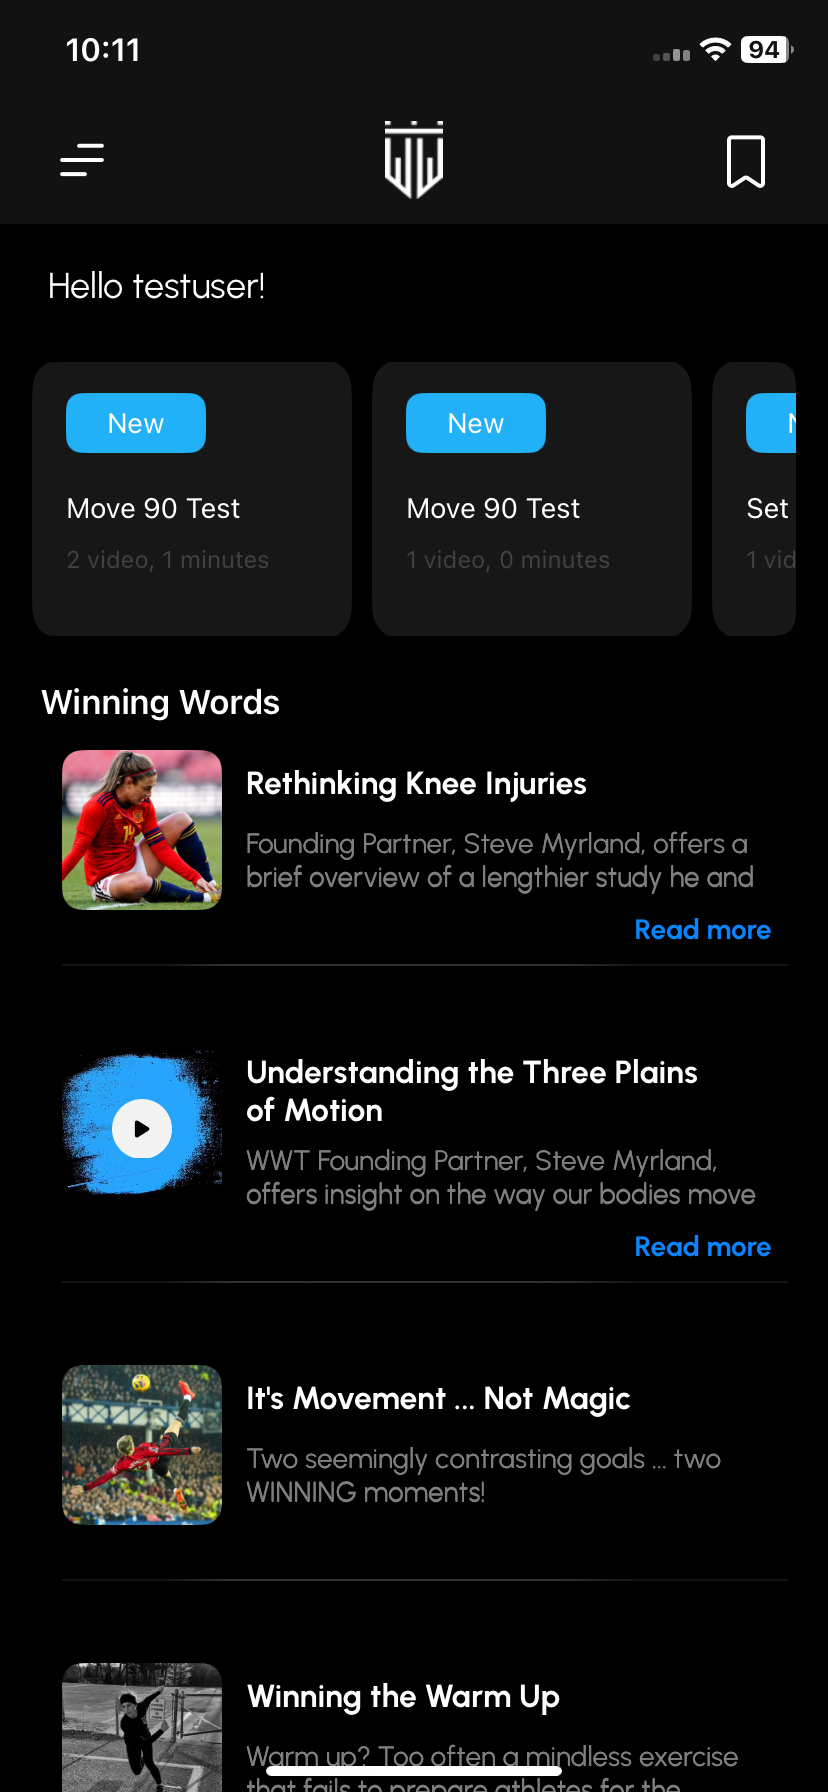 10:11
94
Hello testuser!
New
Move 90 Test
2 video, 1 minutes
New
Move 90 Test
1 video, 0 minutes
Set
1 vid
Winning Words
Rethinking Knee Injuries
Founding Partner, Steve Myrland, offers a
brief overview of a lengthier study he and
Read more
Understanding the Three Plains
of Motion
WWT Founding Partner, Steve Myrland,
offers insight on the way our bodies move
Read more
It's Movement ... Not Magic
Two seemingly contrasting goals ... two
WINNING moments!
Winning the Warm Up
Warm up? Too often a mindless exercise
that fails to prepare athletes for the